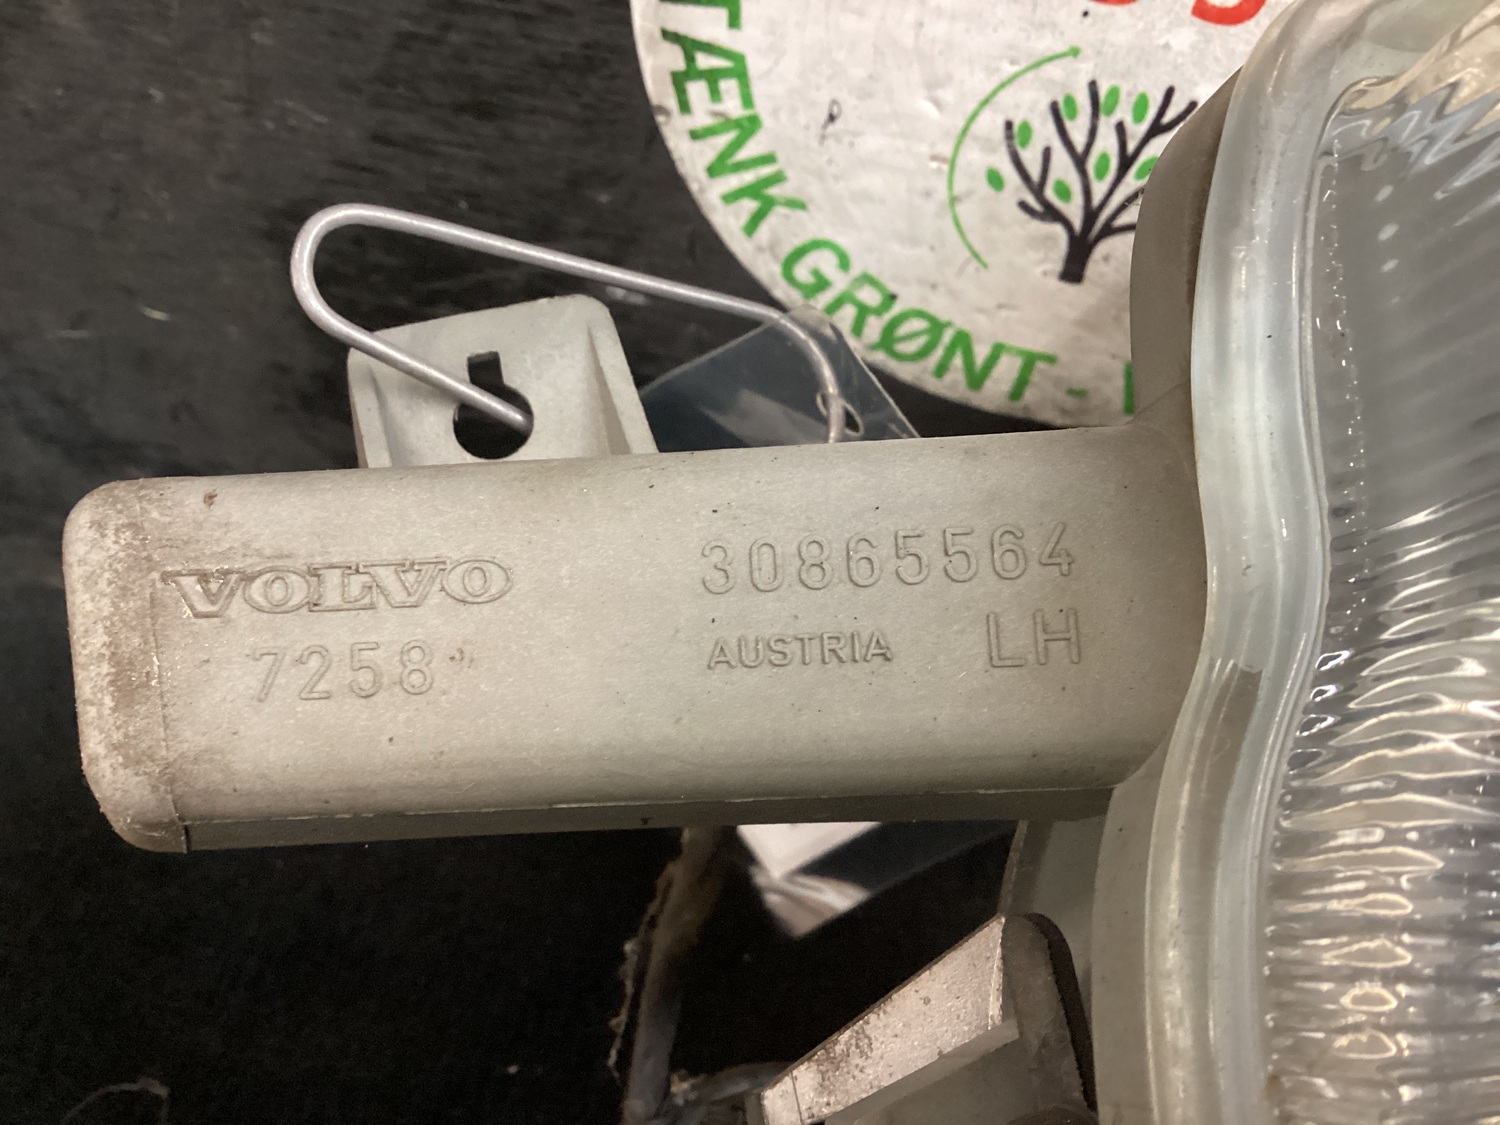 TÆNK GRØNT -
VOLVO
7258
30865564
AUSTRIA LH